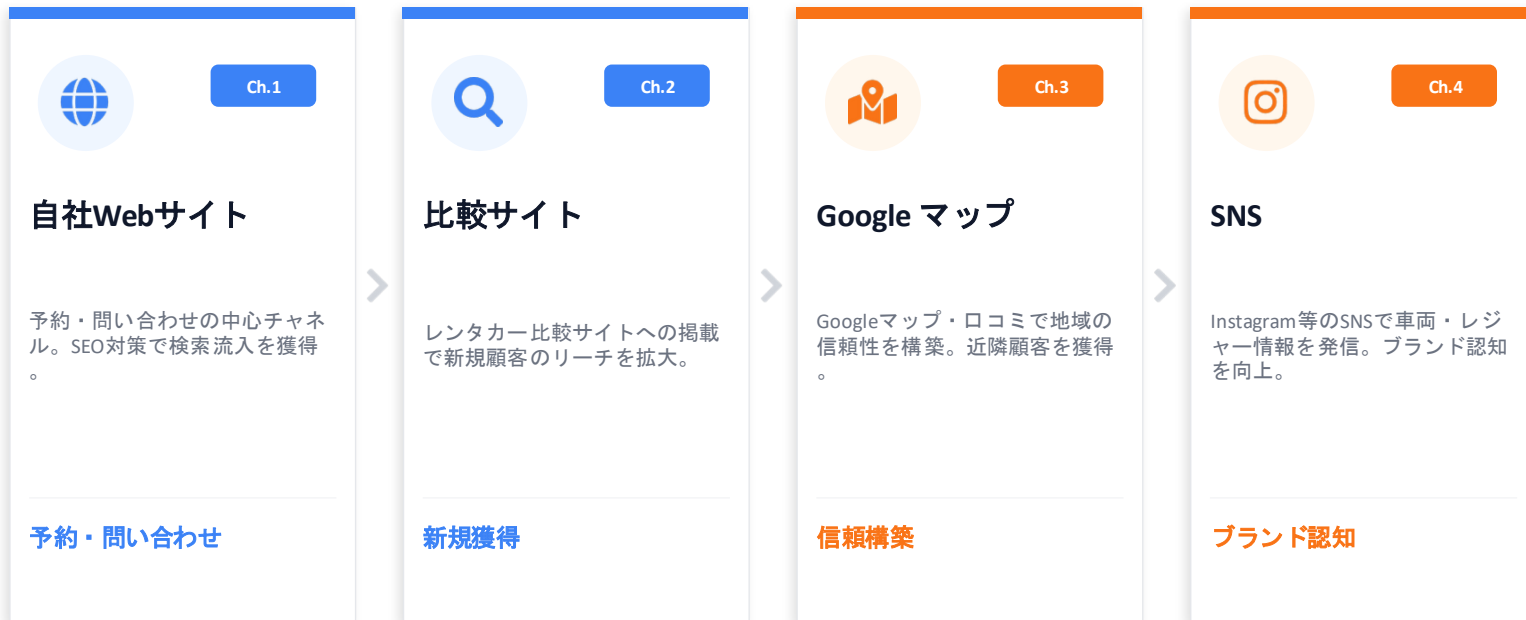 Ch.1
自社Webサイト
予約・問い合わせの中心チャネ
ル。SEO対策で検索流入を獲得
。
予約・問い合わせ
Ch.2
比較サイト
レンタカー比較サイトへの掲載
で新規顧客のリーチを拡大。
新規獲得
Ch.3
Google マップ
Googleマップ・口コミで地域の
信頼性を構築。近隣顧客を獲得
。
信頼構築
Ch.4
SNS
Instagram等のSNSで車両・レジ
ャー情報を発信。ブランド認知
を向上。
ブランド認知